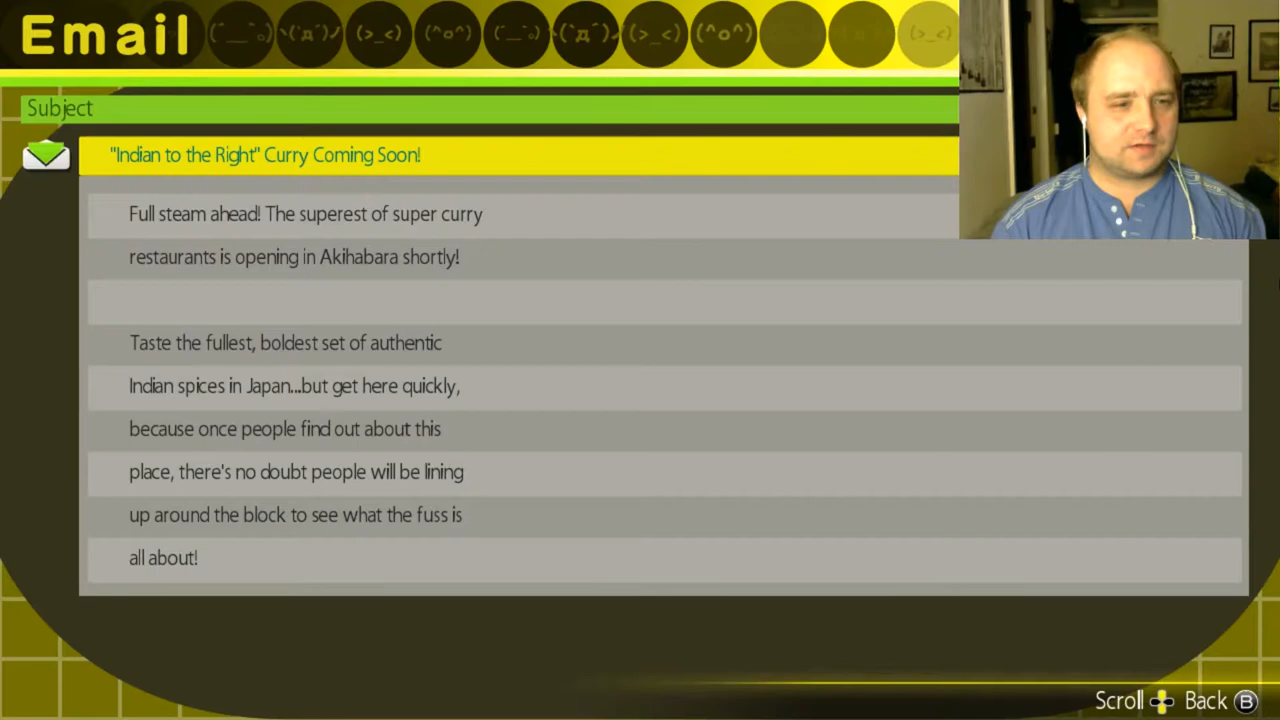 Email
(>_<) (^o^) (¯―¯○) (>_<) (^o^) (>_<)
Subject
"Indian to the Right" Curry Coming Soon!
Full steam ahead! The superest of super curry
restaurants is opening in Akihabara shortly!
Taste the fullest, boldest set of authentic
Indian spices in Japan...but get here quickly,
because once people find out about this
place, there's no doubt people will be lining
up around the block to see what the fuss is
all about!
Scroll Back B